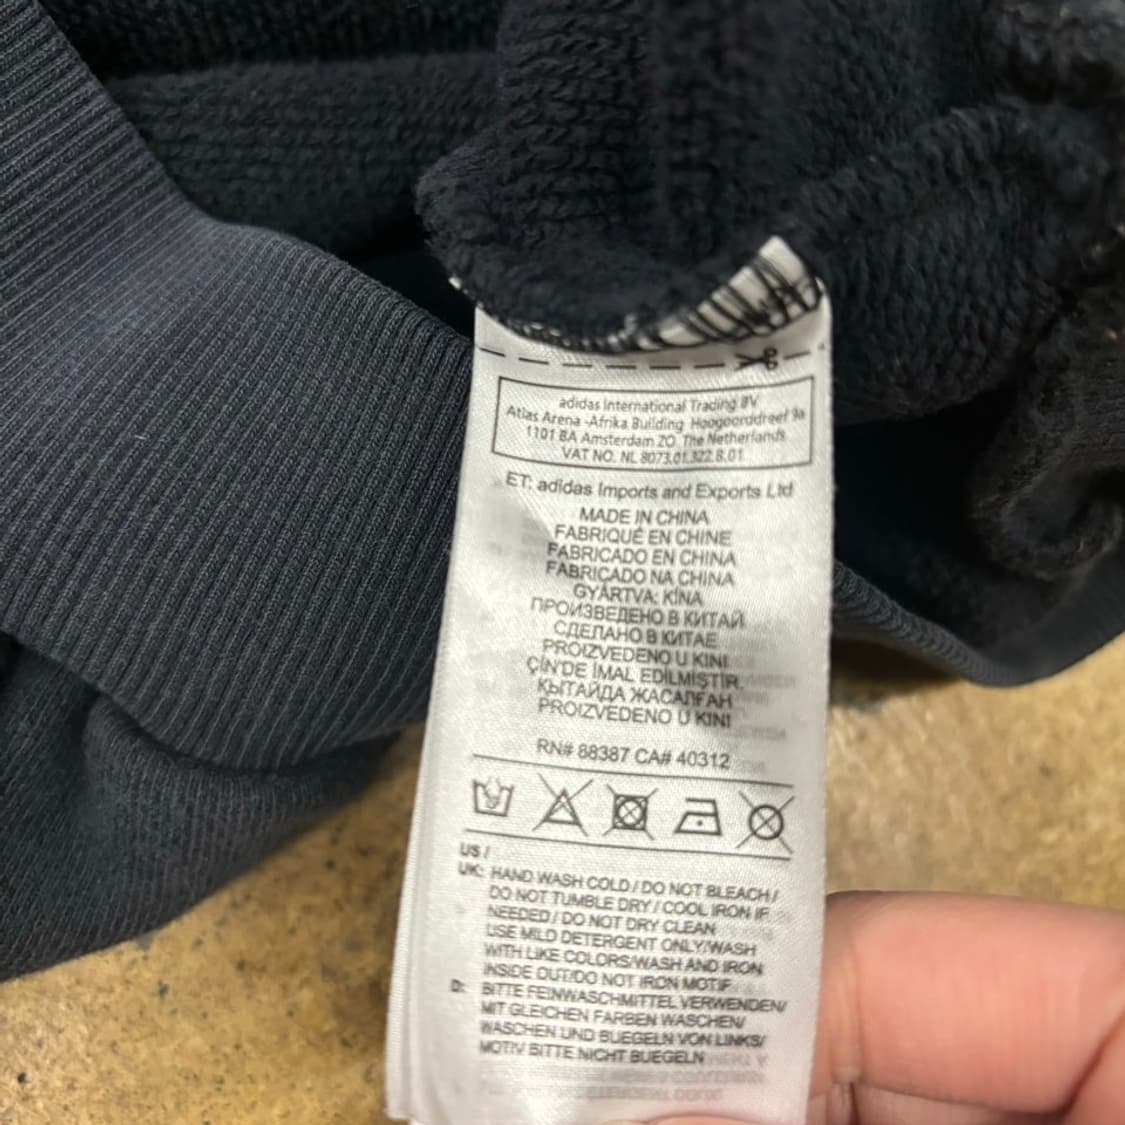 adidas International Trading BV
Atlas Arena -Afrika Building Hoogoorddreef 9a
1101 BA Amsterdam ZO. The Netherlands
VAT NO. NL 8073.01.322.B.01
ET: adidas Imports and Exports Ltd
MADE IN CHINA
FABRIQUÉ EN CHINE
FABRICADO EN CHINA
FABRICADO NA CHINA
GYÁRTVA: KÍNA
ПРОИЗВЕДЕНО В КИТАЙ
СДЕЛАНО В КИТАЕ
PROIZVEDENO U KINI
ÇİN'DE İMAL EDİLMİŞTİR.
ҚЫТАЙДА ЖАСАЛҒАН
PROIZVEDENO U KINI
RN# 88387 CA# 40312
US /
UK: HAND WASH COLD / DO NOT BLEACH /
DO NOT TUMBLE DRY / COOL IRON IF
NEEDED / DO NOT DRY CLEAN
USE MILD DETERGENT ONLY/WASH
WITH LIKE COLORS/WASH AND IRON
INSIDE OUT/DO NOT IRON MOTIF
D: BITTE FEINWASCHMITTEL VERWENDEN/
MIT GLEICHEN FARBEN WASCHEN/
WASCHEN UND BUEGELN VON LINKS/
MOTIV BITTE NICHT BUEGELN